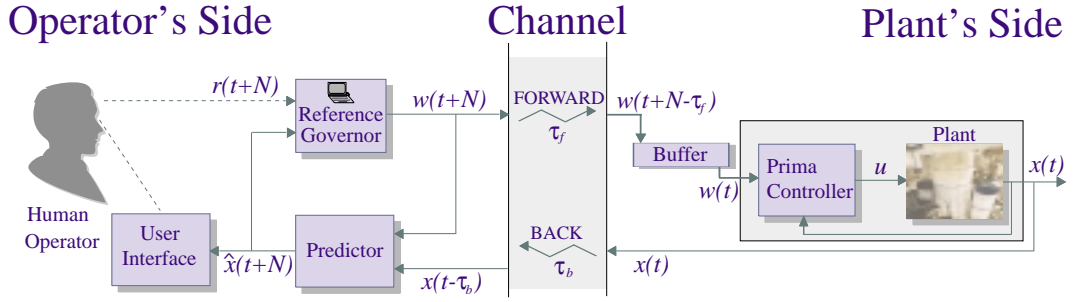 Operator's Side
Channel
Plant's Side
r(t+N)
Reference
Governor
w(t+N)
FORWARD
τf
w(t+N-τf)
Buffer
w(t)
Prima
Controller
u
Plant
x(t)
Human
Operator
User
Interface
x̂(t+N)
Predictor
x(t-τb)
BACK
τb
x(t)